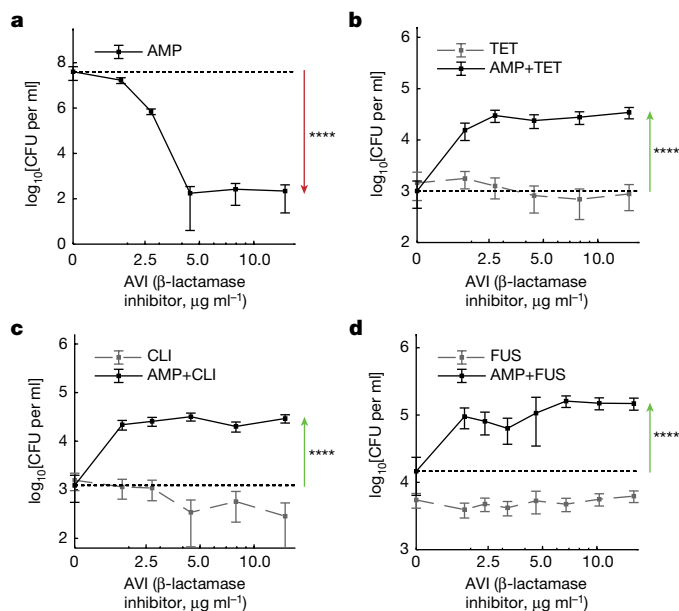 a
AMP
8
6
4
2
0
log10[CFU per ml]
****
0 2.5 5.0 10.0
AVI (β-lactamase
inhibitor, μg ml−1)
b
TET
AMP+TET
6
5
4
3
2
log10[CFU per ml]
****
0 2.5 5.0 10.0
AVI (β-lactamase
inhibitor, μg ml−1)
c
CLI
AMP+CLI
6
5
4
3
2
log10[CFU per ml]
****
0 2.5 5.0 10.0
AVI (β-lactamase
inhibitor, μg ml−1)
d
FUS
AMP+FUS
6
5
4
3
log10[CFU per ml]
****
0 2.5 5.0 10.0
AVI (β-lactamase
inhibitor, μg ml−1)